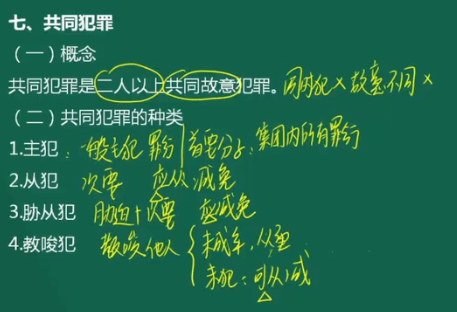 七、共同犯罪
（一）概念
共同犯罪是二人以上共同故意犯罪。同时犯×故意不同×
（二）共同犯罪的种类
1.主犯：一般主犯 罪行|首要分子：集团内所有罪行
2.从犯 次要 应从减免
3.胁从犯 胁迫+次要 应减免
4.教唆犯 教唆他人 { 未成年，从重
未犯：可从减